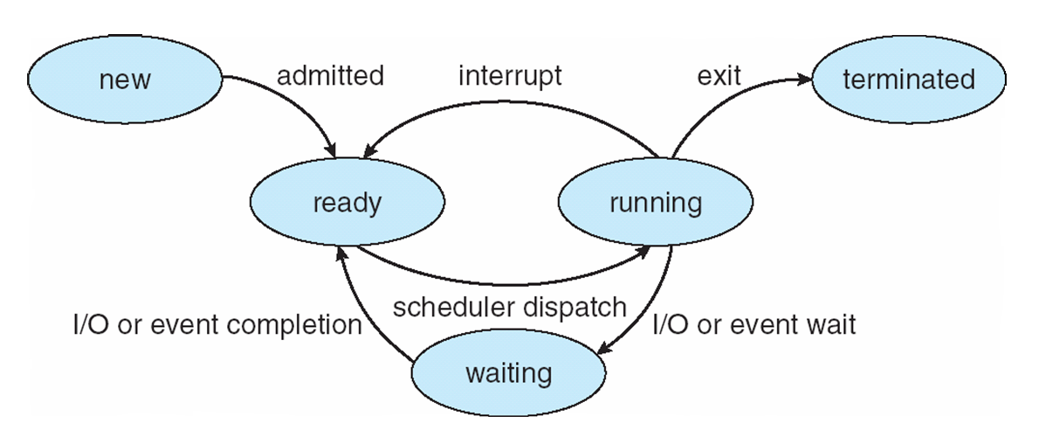 new
admitted
interrupt
exit
terminated
ready
running
scheduler dispatch
I/O or event completion
I/O or event wait
waiting